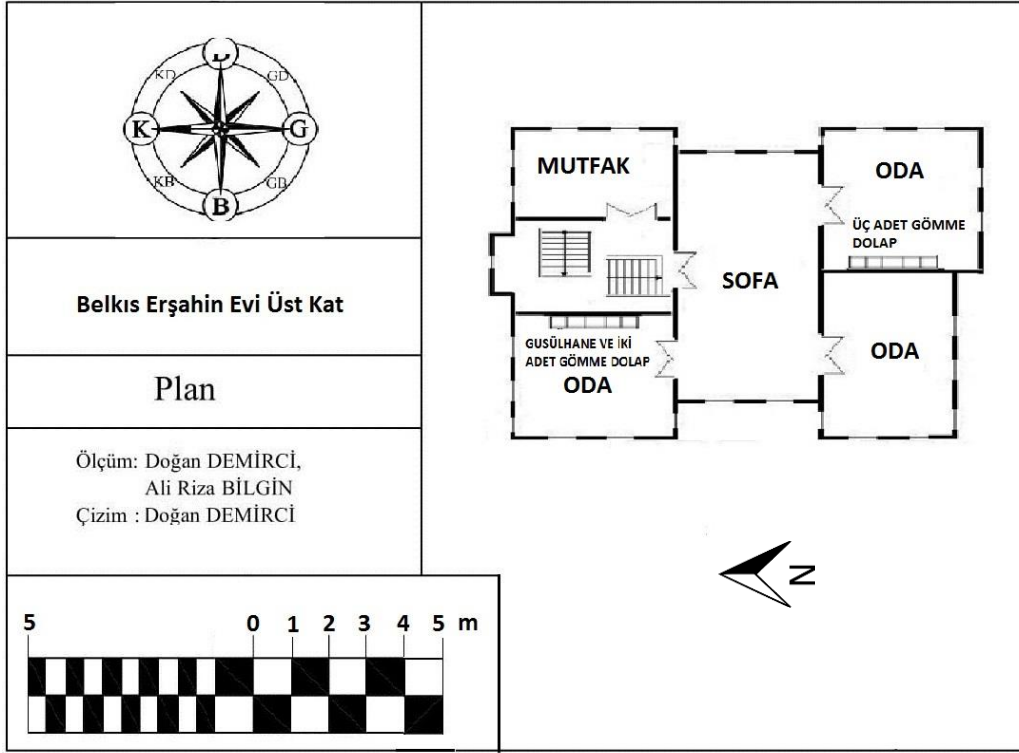 D
KD
GD
K
G
KB
GB
B
Belkıs Erşahin Evi Üst Kat
Plan
Ölçüm: Doğan DEMİRCİ,
Ali Riza BİLGİN
Çizim : Doğan DEMİRCİ
5 0 1 2 3 4 5 m
MUTFAK
ODA
ÜÇ ADET GÖMME
DOLAP
SOFA
GUSÜLHANE VE İKİ
ADET GÖMME DOLAP
ODA
ODA
N